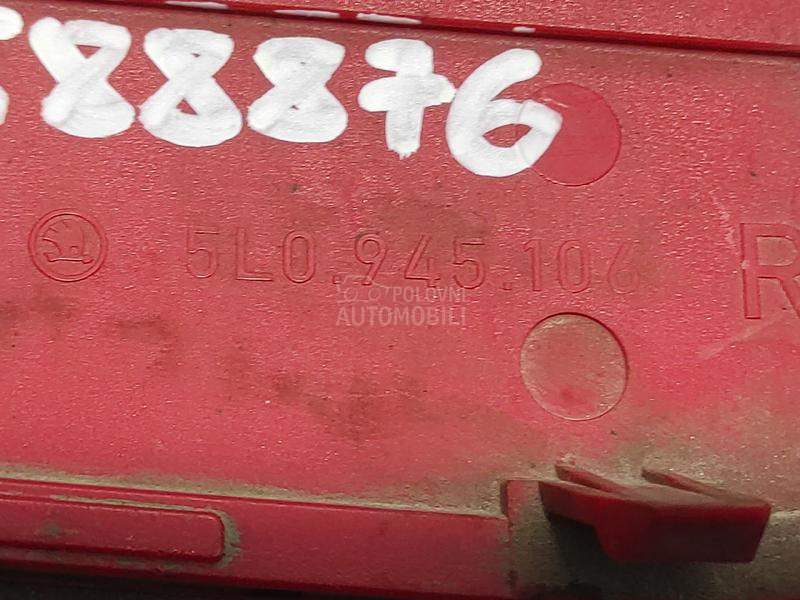 88876
5L0.945.106
R
POLOVNI
AUTOMOBILI